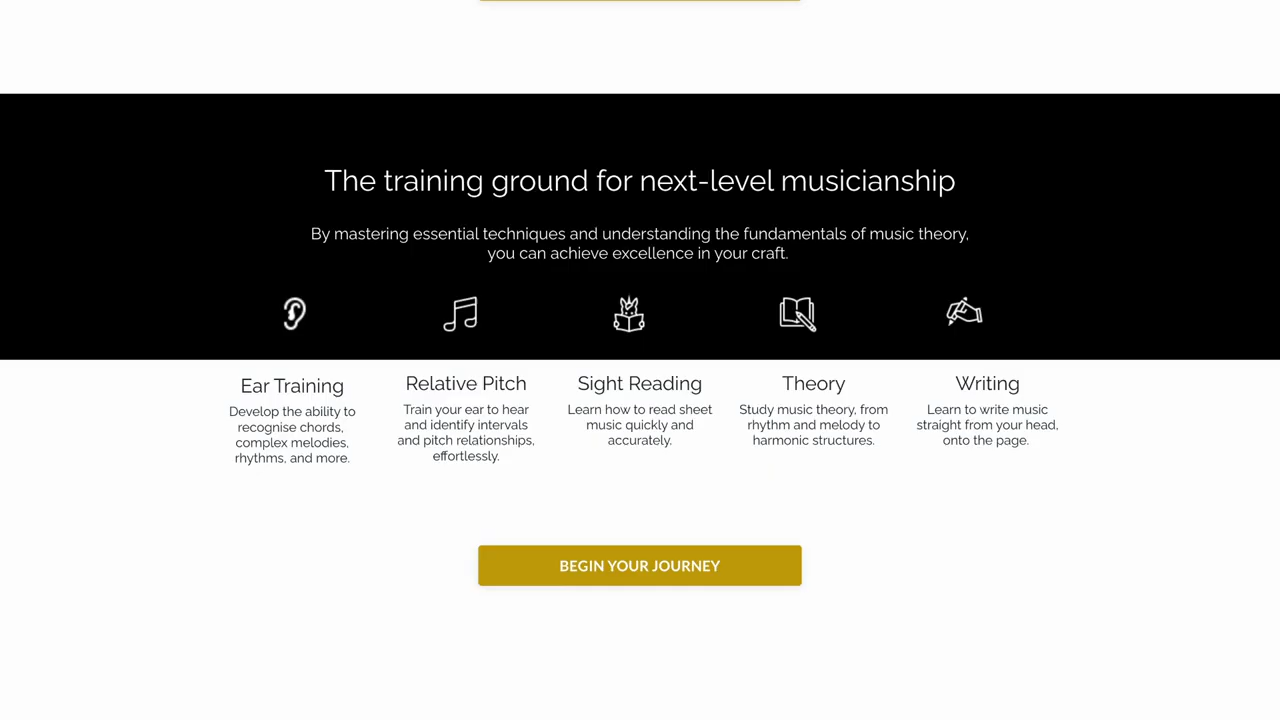 The training ground for next-level musicianship
By mastering essential techniques and understanding the fundamentals of music theory,
you can achieve excellence in your craft.
Ear Training
Develop the ability to
recognise chords,
complex melodies,
rhythms, and more.
Relative Pitch
Train your ear to hear
and identify intervals
and pitch relationships,
effortlessly.
Sight Reading
Learn how to read sheet
music quickly and
accurately.
Theory
Study music theory, from
rhythm and melody to
harmonic structures.
Writing
Learn to write music
straight from your head,
onto the page.
BEGIN YOUR JOURNEY